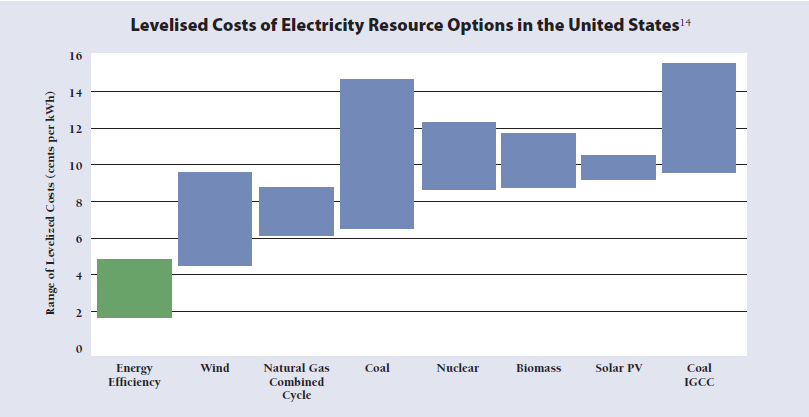 Levelised Costs of Electricity Resource Options in the United States¹⁴
Range of Levelized Costs (cents per kWh)
16
14
12
10
8
6
4
2
0
Energy
Efficiency
Wind
Natural Gas
Combined
Cycle
Coal
Nuclear
Biomass
Solar PV
Coal
IGCC